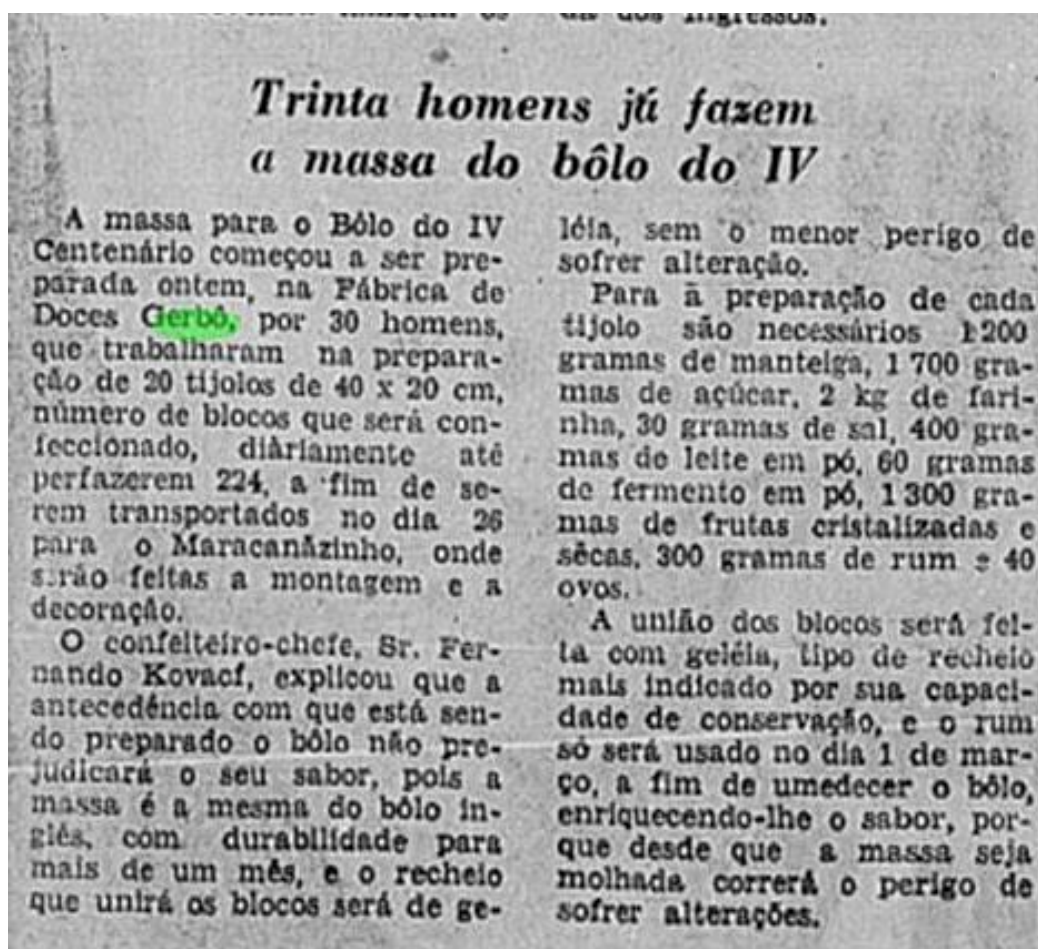 da dos ingressos.
Trinta homens já fazem
a massa do bôlo do IV
A massa para o Bôlo do IV
Centenário começou a ser pre-
parada ontem, na Fábrica de
Doces Gerbô, por 30 homens,
que trabalharam na prepara-
ção de 20 tijolos de 40 x 20 cm,
número de blocos que será con-
feccionado, diàriamente até
perfazerem 224, a fim de se-
rem transportados no dia 26
para o Maracanãzinho, onde
serão feitas a montagem e a
decoração.
O confeiteiro-chefe, Sr. Fer-
nando Kovacf, explicou que a
antecedência com que está sen-
do preparado o bôlo não pre-
judicará o seu sabor, pois a
massa é a mesma do bôlo in-
glês, com durabilidade para
mais de um mês, e o recheio
que unirá os blocos será de ge-
léia, sem o menor perigo de
sofrer alteração.
Para a preparação de cada
tijolo são necessários 1 200
gramas de manteiga, 1 700 gra-
mas de açúcar, 2 kg de fari-
nha, 30 gramas de sal, 400 gra-
mas de leite em pó, 60 gramas
de fermento em pó, 1 300 gra-
mas de frutas cristalizadas e
sêcas, 300 gramas de rum e 40
ovos.
A união dos blocos será fei-
ta com geléia, tipo de recheio
mais indicado por sua capaci-
dade de conservação, e o rum
só será usado no dia 1 de mar-
ço, a fim de umedecer o bôlo,
enriquecendo-lhe o sabor, por-
que desde que a massa seja
molhada correrá o perigo de
sofrer alterações.